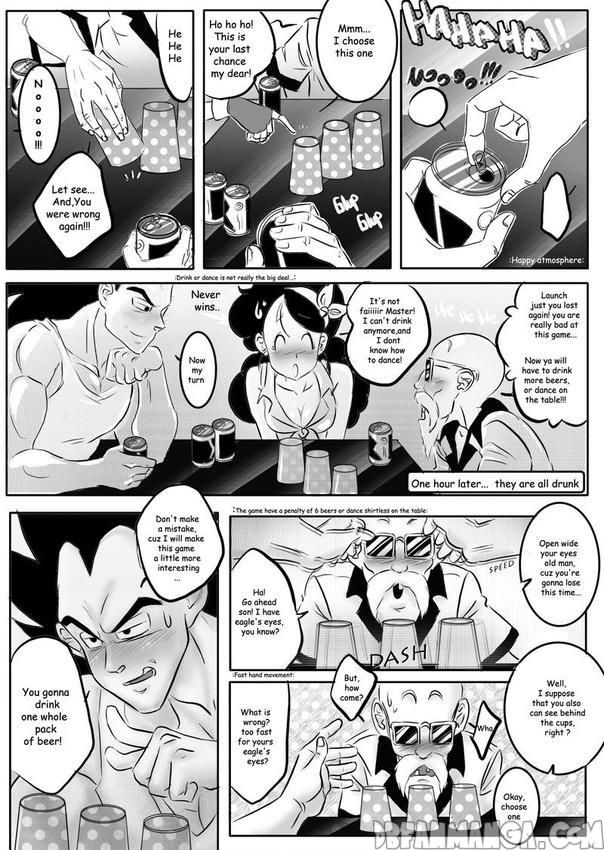 He
He
He
N
o
o
o
o
!!!
Let see...
And,You
were wrong
again!!!
Ho ho ho!
This is
your last
chance
my dear!
Mmm...
I choose
this one
Glup
Glup
HAHAHAHA!!
Noooo!!!
:Happy atmosphere:
:Drink or dance is not really the big deal...:
Never
wins..
Now
my
turn
It's not
faiiiiir Master!
I can't drink
anymore,and
I dont
know how
to dance!
He He He
Launch
just you lost
again! you are
really bad at
this game...
Now ya will
have to drink
more beers,
or dance on
the table!!!
One hour later... they are all drunk
Don't make
a mistake,
cuz I will make
this game
a little more
interesting
...
You gonna
drink
one whole
pack
of beer!
:The game have a penalty of 6 beers or dance shirtless on the table:
Ha!
Go ahead
son! I have
eagle's eyes,
you know?
Open wide
your eyes
old man,
cuz you're
gonna lose
this time...
SPEED
DASH
:Fast hand movement:
What is
wrong?
too fast
for yours
eagle's
eyes?
But,
how
come?
Wha
Well,
I suppose
that you also
can see behind
the cups,
right ?
Okay,
choose
one
DBFANMANGA.COM